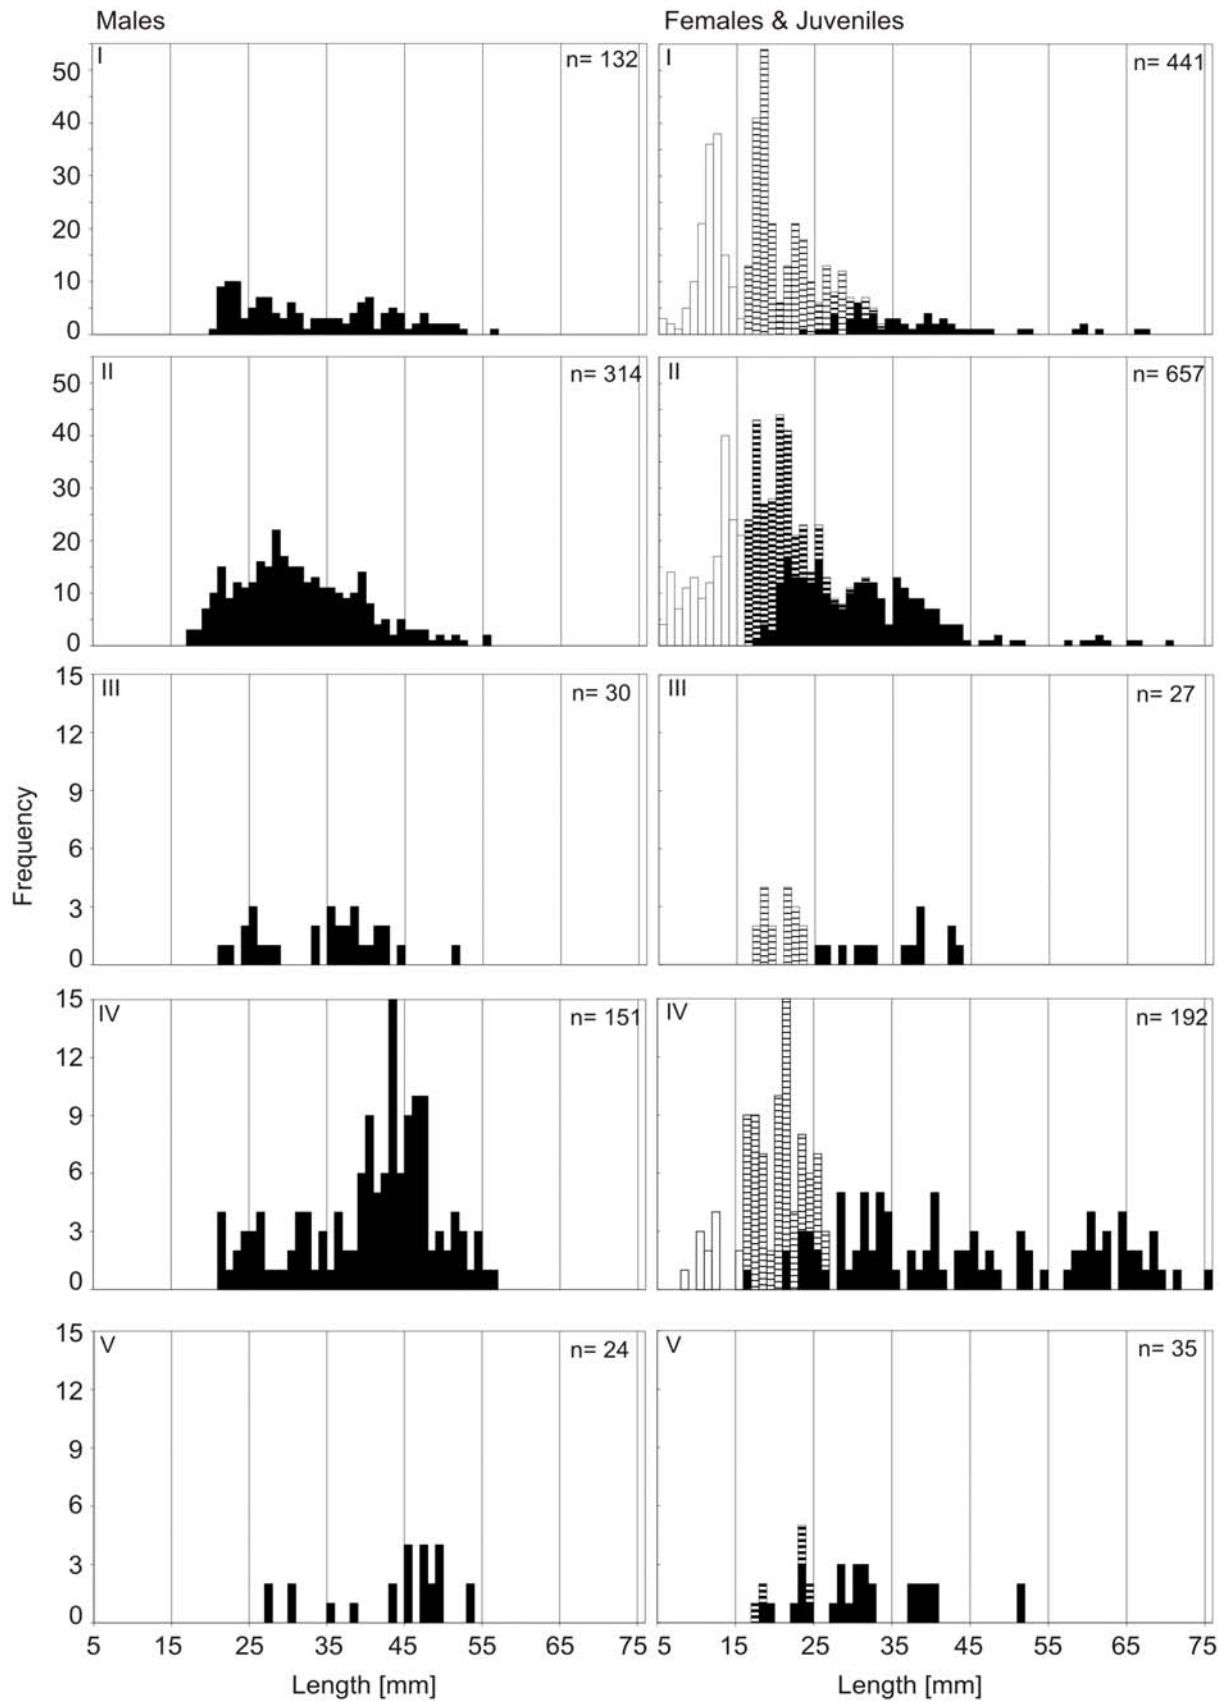 Males
Females & Juveniles
I
n= 132
I
n= 441
50
40
30
20
10
0
II
n= 314
II
n= 657
50
40
30
20
10
0
III
n= 30
III
n= 27
15
12
9
6
3
0
Frequency
IV
n= 151
IV
n= 192
15
12
9
6
3
0
V
n= 24
V
n= 35
15
12
9
6
3
0
5 15 25 35 45 55 65 75
5 15 25 35 45 55 65 75
Length [mm]
Length [mm]